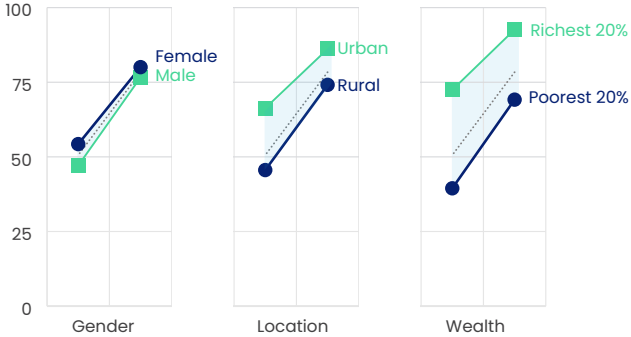 100
75
50
25
0
Female
Male
Urban
Rural
Richest 20%
Poorest 20%
Gender
Location
Wealth